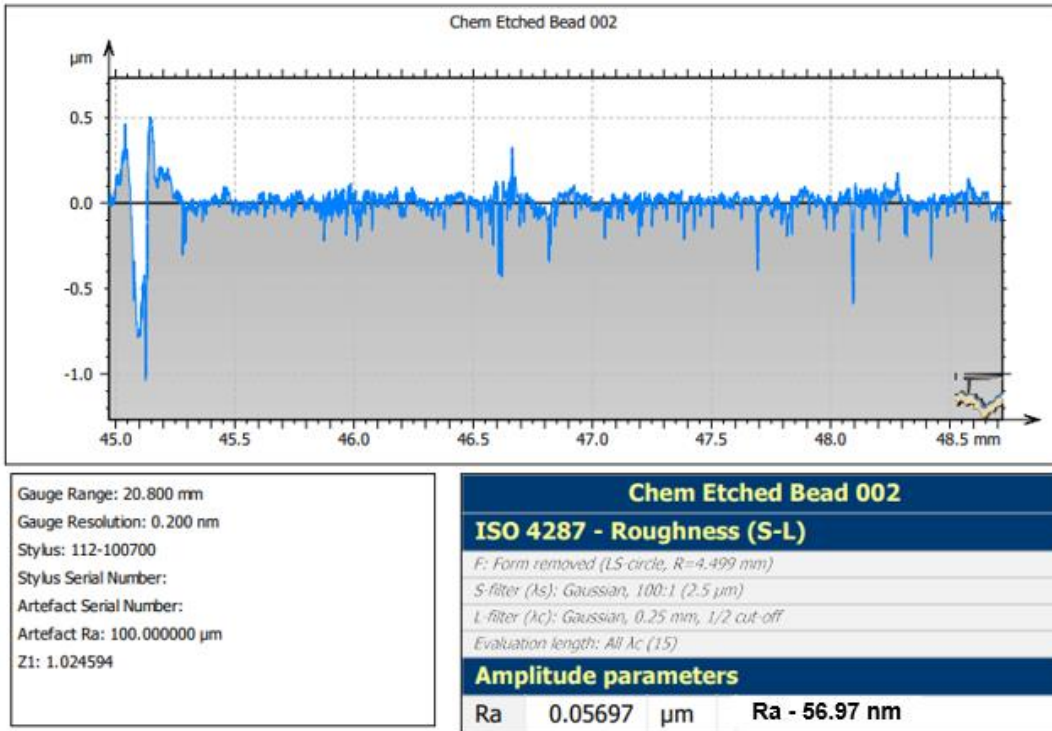 Chem Etched Bead 002
µm
0.5
0.0
-0.5
-1.0
45.0 45.5 46.0 46.5 47.0 47.5 48.0 48.5 mm
Gauge Range: 20.800 mm
Gauge Resolution: 0.200 nm
Stylus: 112-100700
Stylus Serial Number:
Artefact Serial Number:
Artefact Ra: 100.000000 µm
Z1: 1.024594
Chem Etched Bead 002
ISO 4287 - Roughness (S-L)
F: Form removed (LS-circle, R=4.499 mm)
S-filter (λs): Gaussian, 100:1 (2.5 µm)
L-filter (λc): Gaussian, 0.25 mm, 1/2 cut-off
Evaluation length: All λc (15)
Amplitude parameters
Ra 0.05697 µm Ra - 56.97 nm